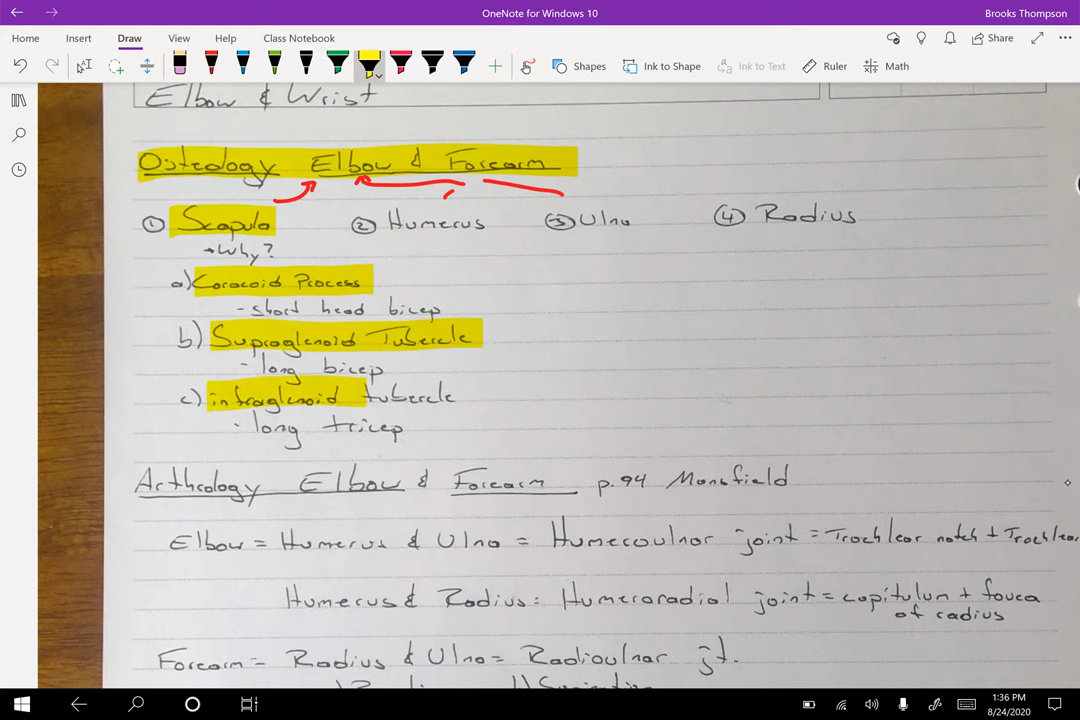 OneNote for Windows 10
Brooks Thompson
Home Insert Draw View Help Class Notebook
Share
Shapes Ink to Shape Ink to Text Ruler Math
Elbow & Wrist
Osteology Elbow & Forearm
① Scapula ② Humerus ③ Ulna ④ Radius
→ Why?
a) Coracoid Process
- short head bicep
b) Supraglenoid Tubercle
- long bicep
c) infraglenoid tubercle
- long tricep
Arthrology Elbow & Forearm p.94 Mansfield
Elbow = Humerus & Ulna = Humeroulnar joint = Trochlear notch + Trochlear
Humerus & Radius = Humeroradial joint = capitulum + fovea
of radius
Forearm = Radius & Ulna = Radioulnar jt.
1:36 PM
8/24/2020